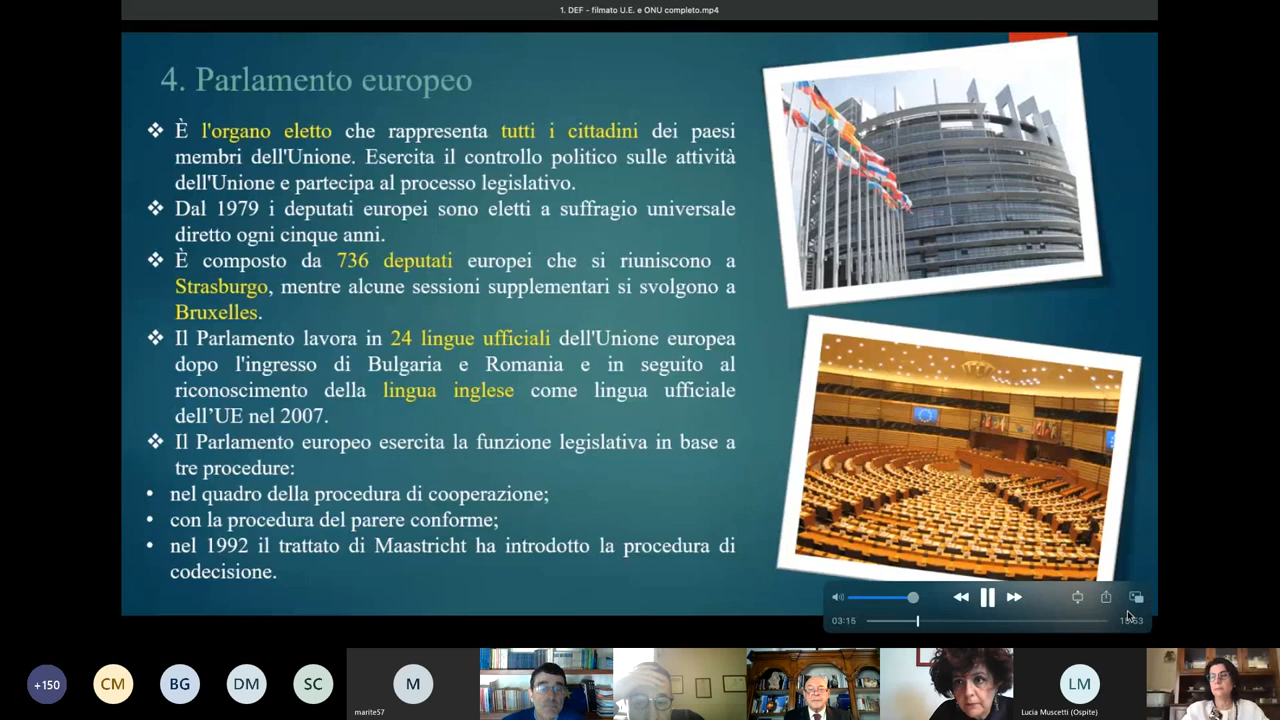 1. DEF - filmato U.E. e ONU completo.mp4
4. Parlamento europeo
❖ È l'organo eletto che rappresenta tutti i cittadini dei paesi
membri dell'Unione. Esercita il controllo politico sulle attività
dell'Unione e partecipa al processo legislativo.
❖ Dal 1979 i deputati europei sono eletti a suffragio universale
diretto ogni cinque anni.
❖ È composto da 736 deputati europei che si riuniscono a
Strasburgo, mentre alcune sessioni supplementari si svolgono a
Bruxelles.
❖ Il Parlamento lavora in 24 lingue ufficiali dell'Unione europea
dopo l'ingresso di Bulgaria e Romania e in seguito al
riconoscimento della lingua inglese come lingua ufficiale
dell’UE nel 2007.
❖ Il Parlamento europeo esercita la funzione legislativa in base a
tre procedure:
• nel quadro della procedura di cooperazione;
• con la procedura del parere conforme;
• nel 1992 il trattato di Maastricht ha introdotto la procedura di
codecisione.
03:15
+150 CM BG DM SC M LM
marite57
Lucia Muscetti (Ospite)